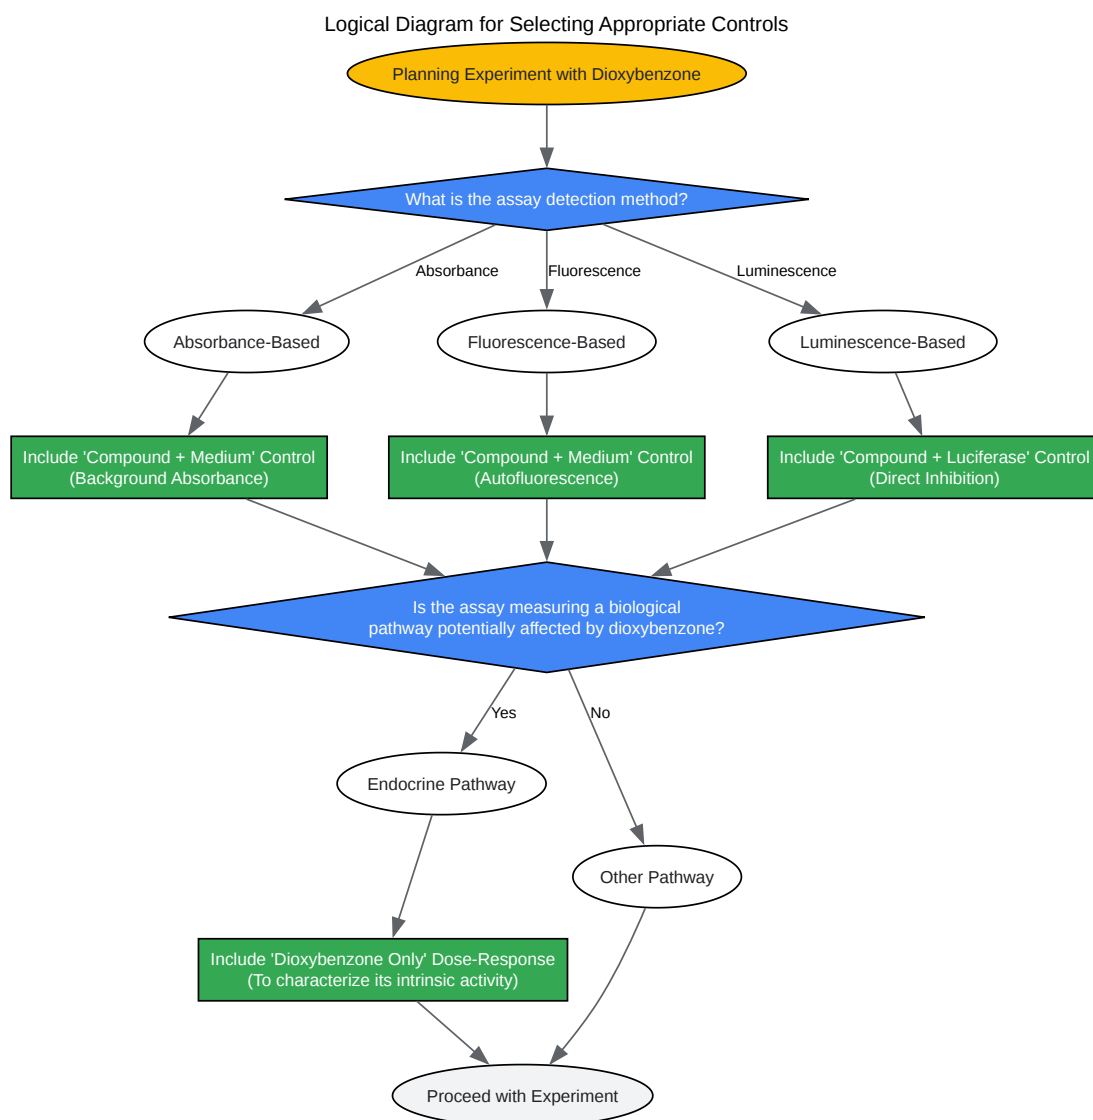 Logical Diagram for Selecting Appropriate Controls
Planning Experiment with Dioxybenzone
What is the assay detection method?
Absorbance
Fluorescence
Luminescence
Absorbance-Based
Fluorescence-Based
Luminescence-Based
Include 'Compound + Medium' Control
(Background Absorbance)
Include 'Compound + Medium' Control
(Autofluorescence)
Include 'Compound + Luciferase' Control
(Direct Inhibition)
Is the assay measuring a biological
pathway potentially affected by dioxybenzone?
Yes
No
Endocrine Pathway
Other Pathway
Include 'Dioxybenzone Only' Dose-Response
(To characterize its intrinsic activity)
Proceed with Experiment